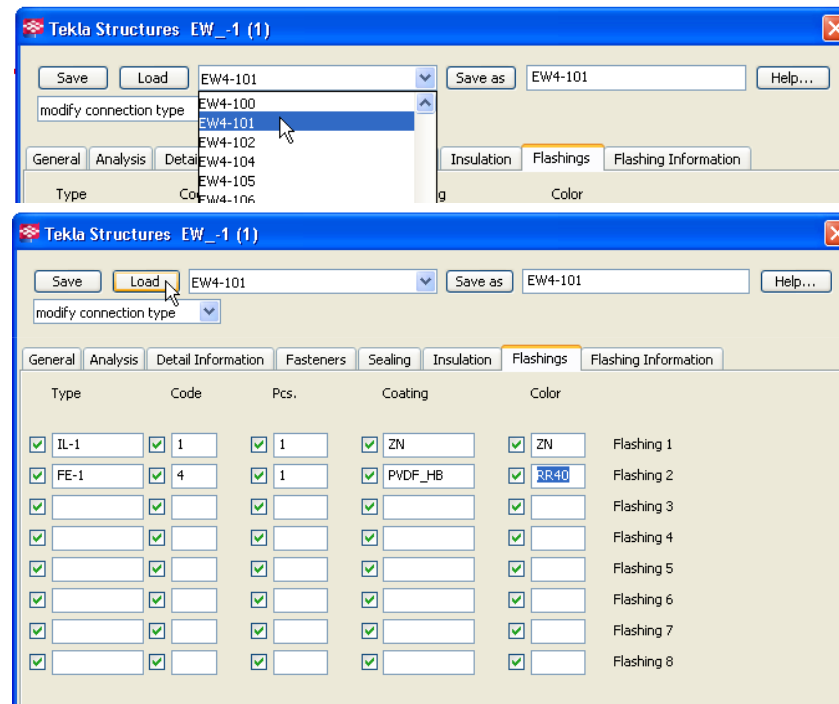 Tekla Structures EW_-1 (1)
Save Load EW4-101 Save as EW4-101 Help...
modify connection type EW4-100
EW4-101
EW4-102
General Analysis Insulation Flashings Flashing Information
EW4-104
EW4-105
Type Color
EW4-106
Tekla Structures EW_-1 (1)
Save Load EW4-101 Save as EW4-101 Help...
modify connection type
General Analysis Detail Information Fasteners Sealing Insulation Flashings Flashing Information
Type Code Pcs. Coating Color
IL-1 1 1 ZN ZN Flashing 1
FE-1 4 1 PVDF_HB RR40 Flashing 2
Flashing 3
Flashing 4
Flashing 5
Flashing 6
Flashing 7
Flashing 8